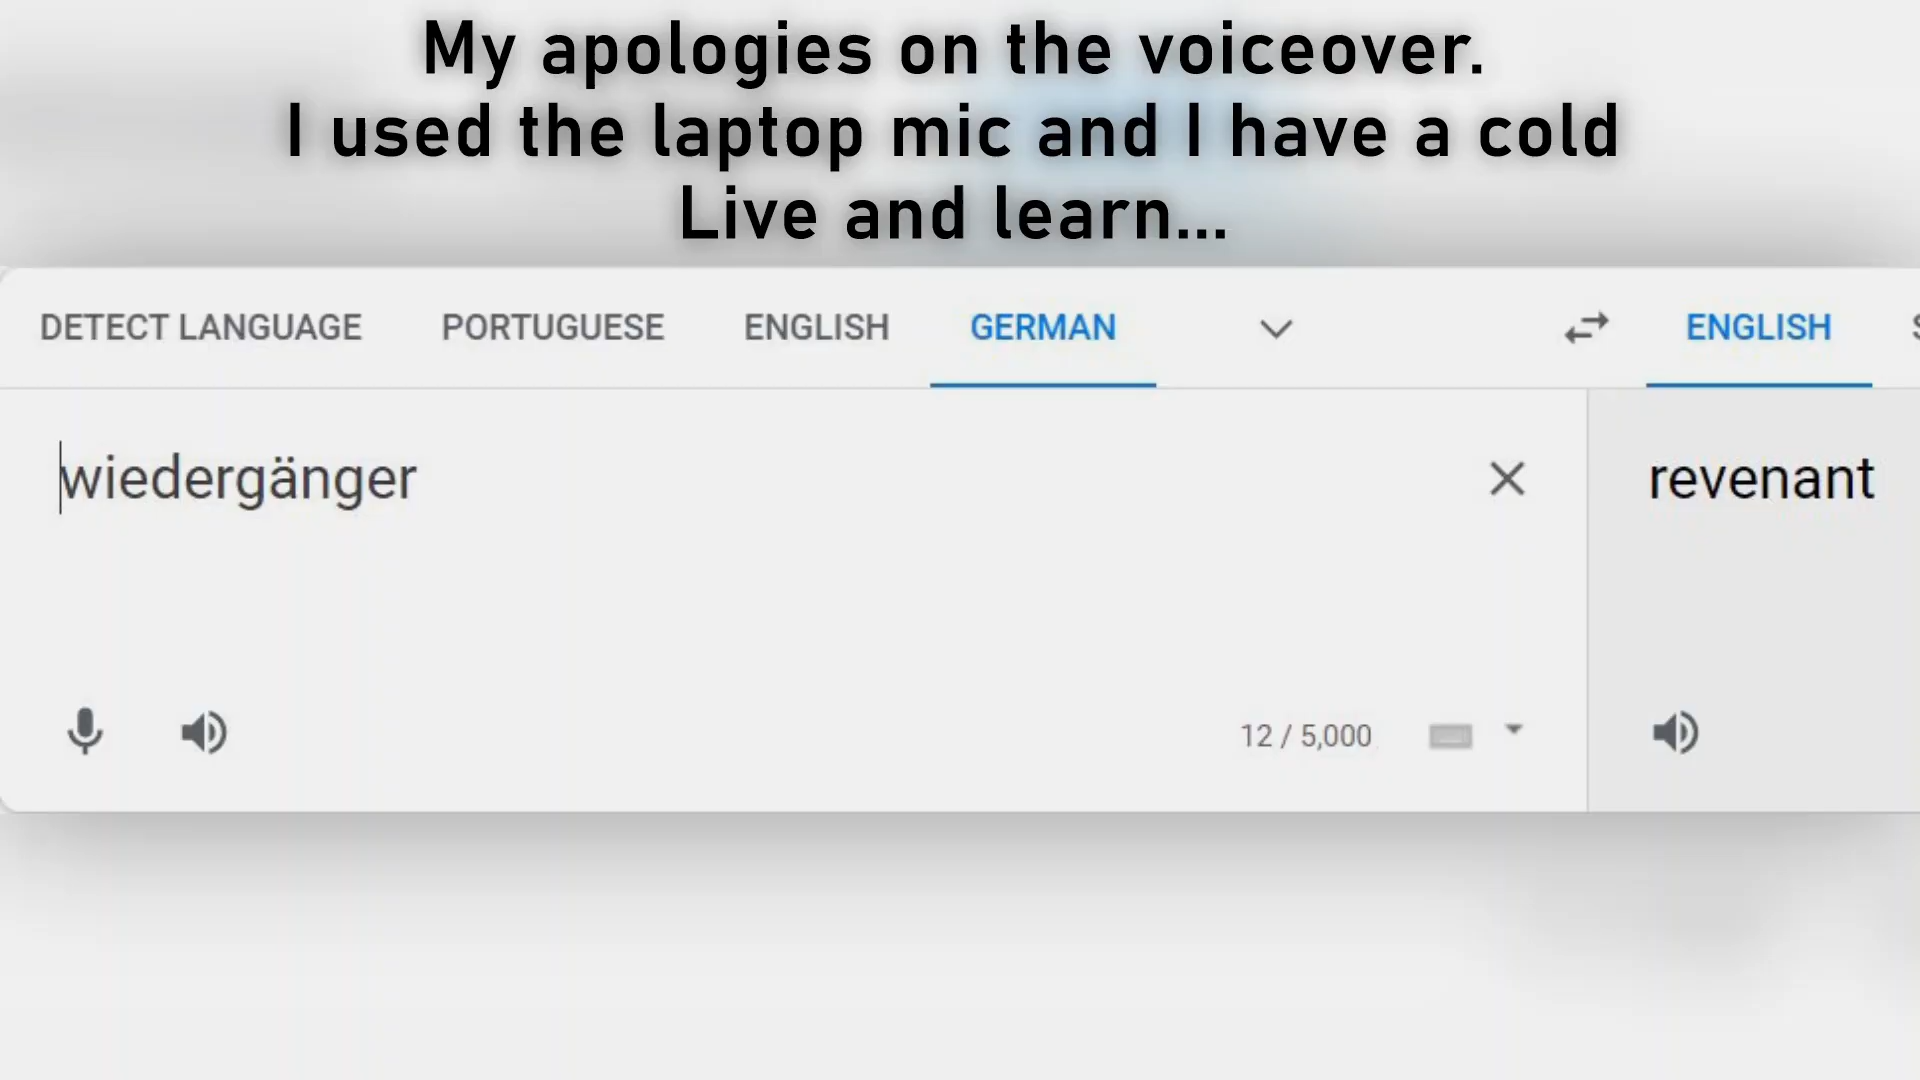 My apologies on the voiceover.
I used the laptop mic and I have a cold
Live and learn...
DETECT LANGUAGE PORTUGUESE ENGLISH GERMAN ENGLISH
wiedergänger revenant
12 / 5,000